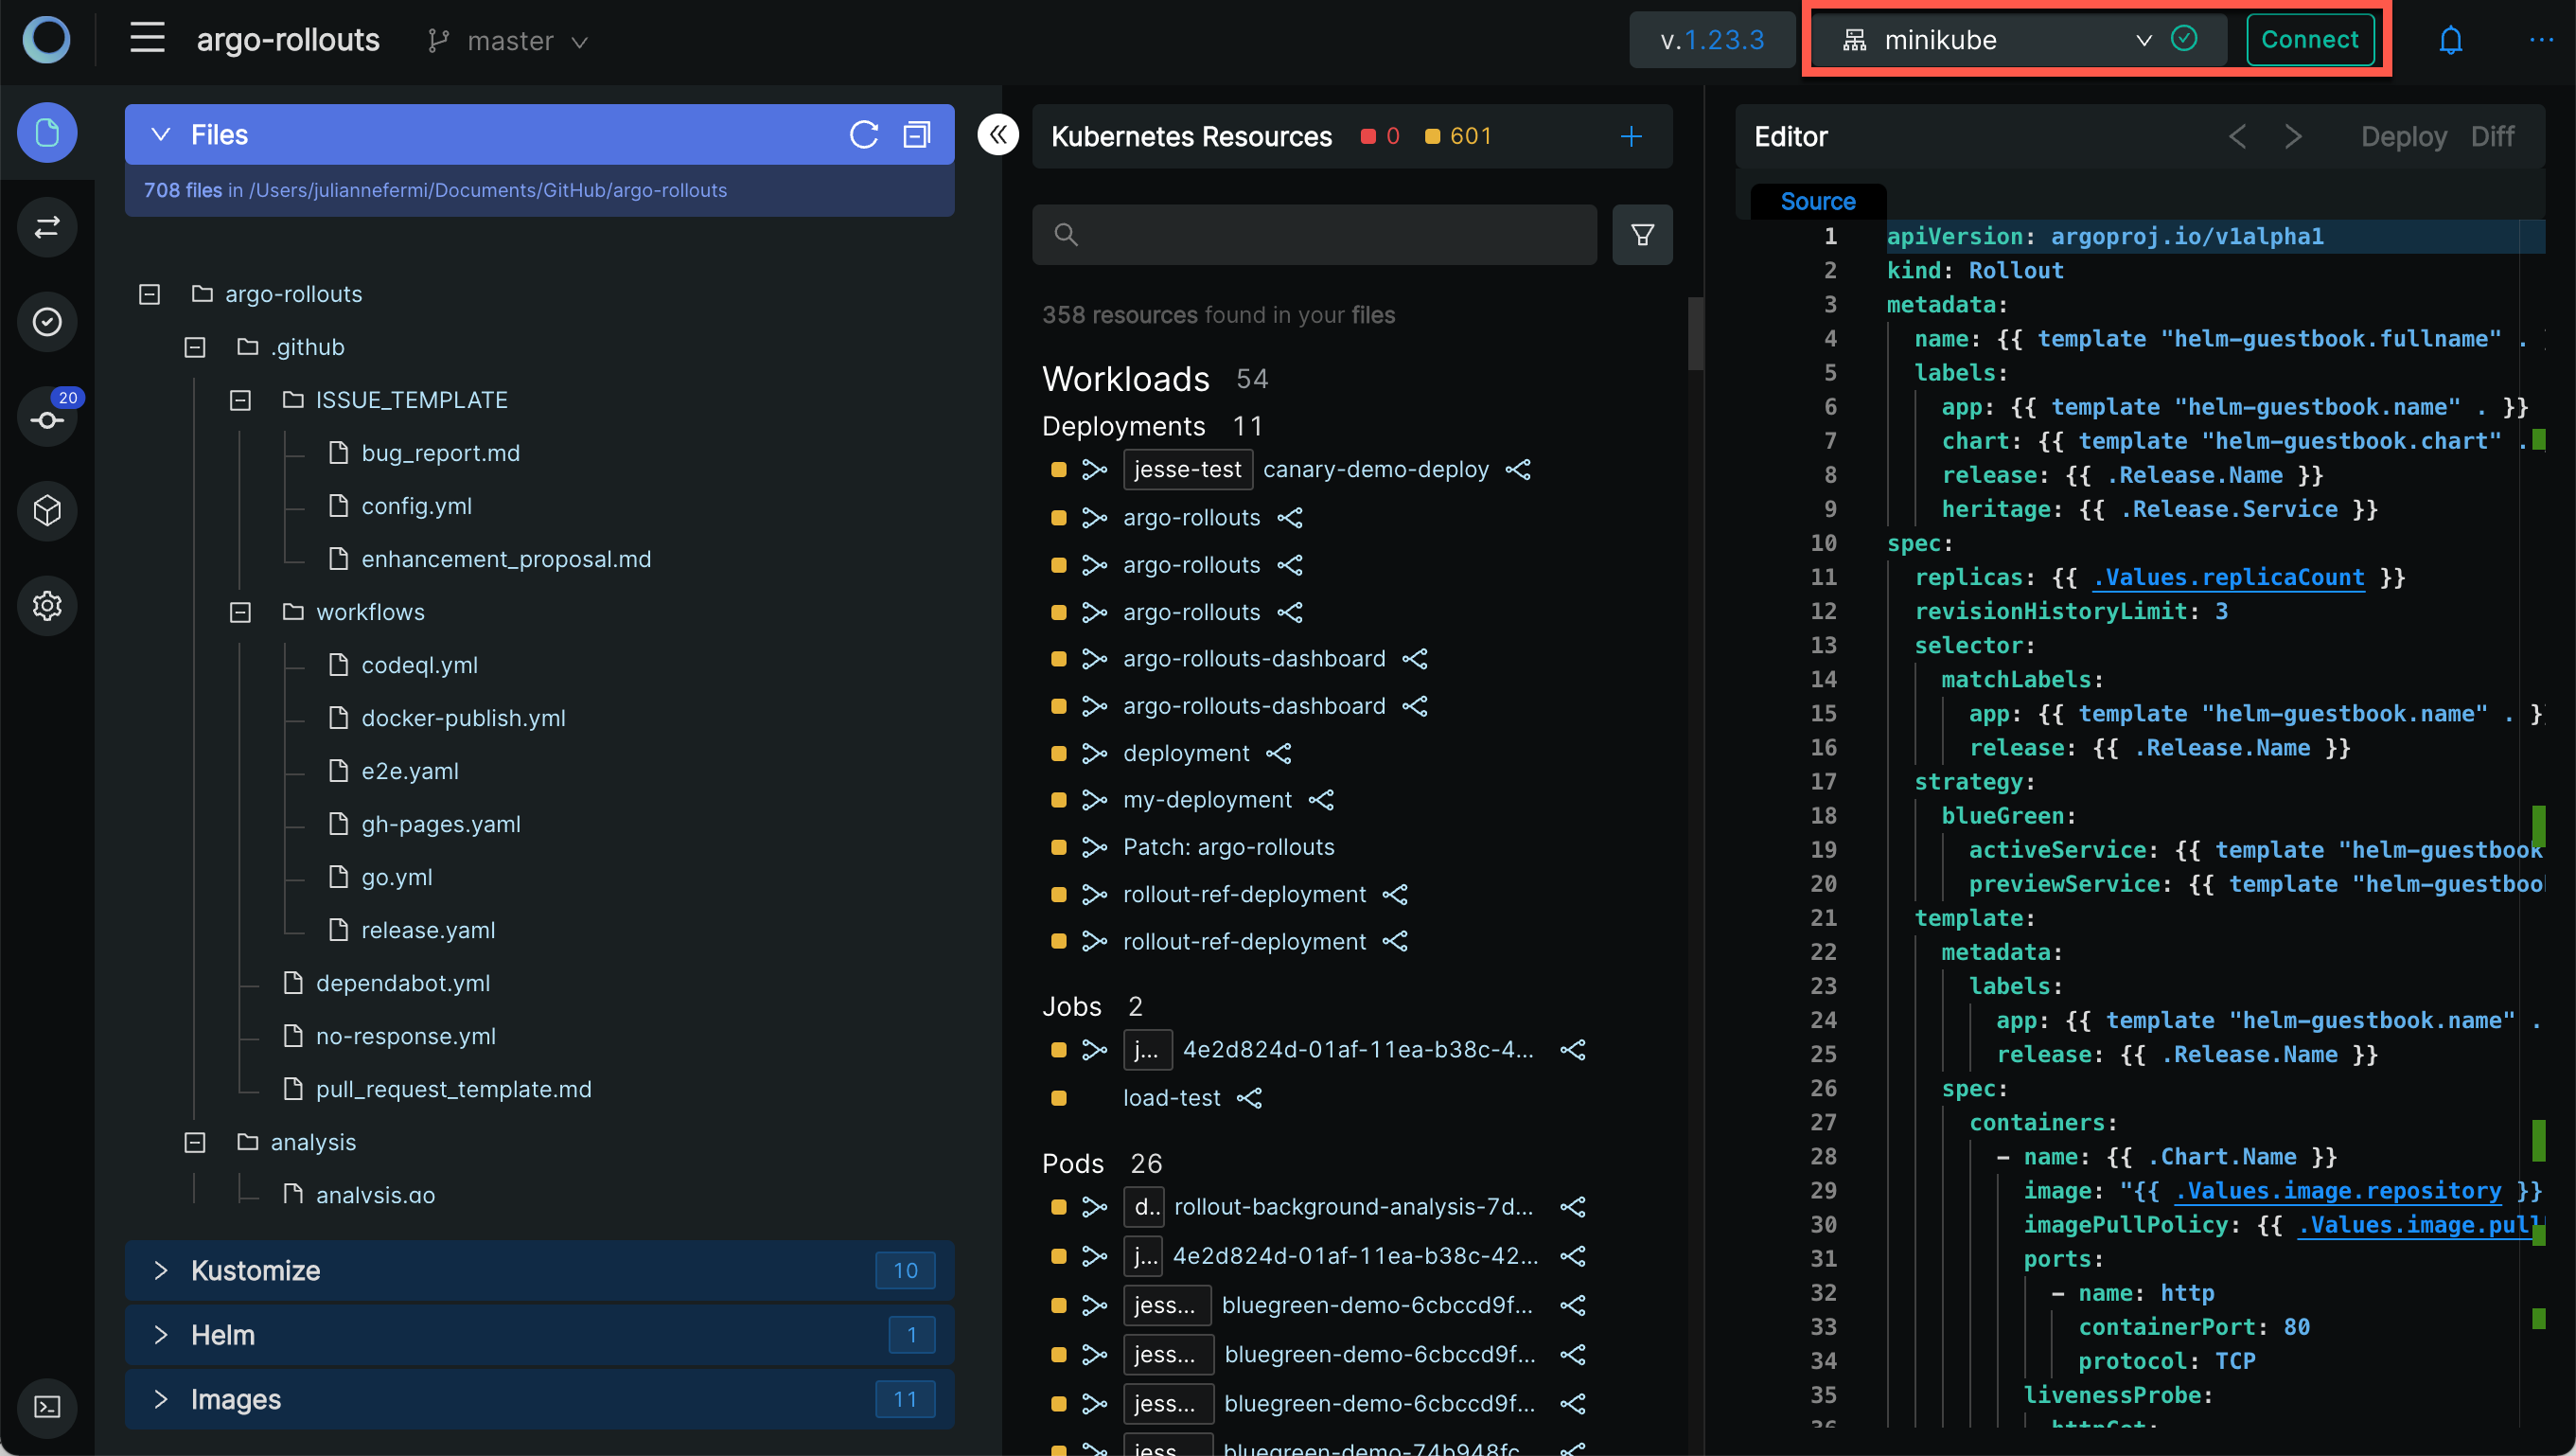 argo-rollouts
master
v.1.23.3
minikube
Connect
Files
708 files in /Users/juliannefermi/Documents/GitHub/argo-rollouts
argo-rollouts
.github
ISSUE_TEMPLATE
bug_report.md
config.yml
enhancement_proposal.md
workflows
codeql.yml
docker-publish.yml
e2e.yaml
gh-pages.yaml
go.yml
release.yaml
dependabot.yml
no-response.yml
pull_request_template.md
analysis
analysis.go
Kustomize 10
Helm 1
Images 11
20
Kubernetes Resources 0 601
358 resources found in your files
Workloads 54
Deployments 11
jesse-test canary-demo-deploy
argo-rollouts
argo-rollouts
argo-rollouts
argo-rollouts-dashboard
argo-rollouts-dashboard
deployment
my-deployment
Patch: argo-rollouts
rollout-ref-deployment
rollout-ref-deployment
Jobs 2
j... 4e2d824d-01af-11ea-b38c-4...
load-test
Pods 26
d.. rollout-background-analysis-7d...
j... 4e2d824d-01af-11ea-b38c-42...
jess... bluegreen-demo-6cbccd9f...
jess... bluegreen-demo-6cbccd9f...
jess... bluegreen-demo-6cbccd9f...
jess... bluegreen-demo-74b948fc
Editor
Deploy Diff
Source
1 apiVersion: argoproj.io/v1alpha1
2 kind: Rollout
3 metadata:
4 name: {{ template "helm-guestbook.fullname" .
5 labels:
6 app: {{ template "helm-guestbook.name" . }}
7 chart: {{ template "helm-guestbook.chart" .
8 release: {{ .Release.Name }}
9 heritage: {{ .Release.Service }}
10 spec:
11 replicas: {{ .Values.replicaCount }}
12 revisionHistoryLimit: 3
13 selector:
14 matchLabels:
15 app: {{ template "helm-guestbook.name" . }
16 release: {{ .Release.Name }}
17 strategy:
18 blueGreen:
19 activeService: {{ template "helm-guestbook
20 previewService: {{ template "helm-guestboo
21 template:
22 metadata:
23 labels:
24 app: {{ template "helm-guestbook.name" .
25 release: {{ .Release.Name }}
26 spec:
27 containers:
28 - name: {{ .Chart.Name }}
29 image: "{{ .Values.image.repository }}
30 imagePullPolicy: {{ .Values.image.pull
31 ports:
32 - name: http
33 containerPort: 80
34 protocol: TCP
35 livenessProbe:
36 httpGet: